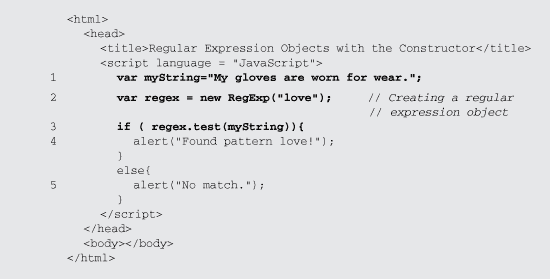 <html>
<head>
<title>Regular Expression Objects with the Constructor</title>
<script language = "JavaScript">
1 var myString="My gloves are worn for wear.";
2 var regex = new RegExp("love"); // Creating a regular
// expression object
3 if ( regex.test(myString)){
4 alert("Found pattern love!");
}
else{
5 alert("No match.");
}
</script>
</head>
<body></body>
</html>